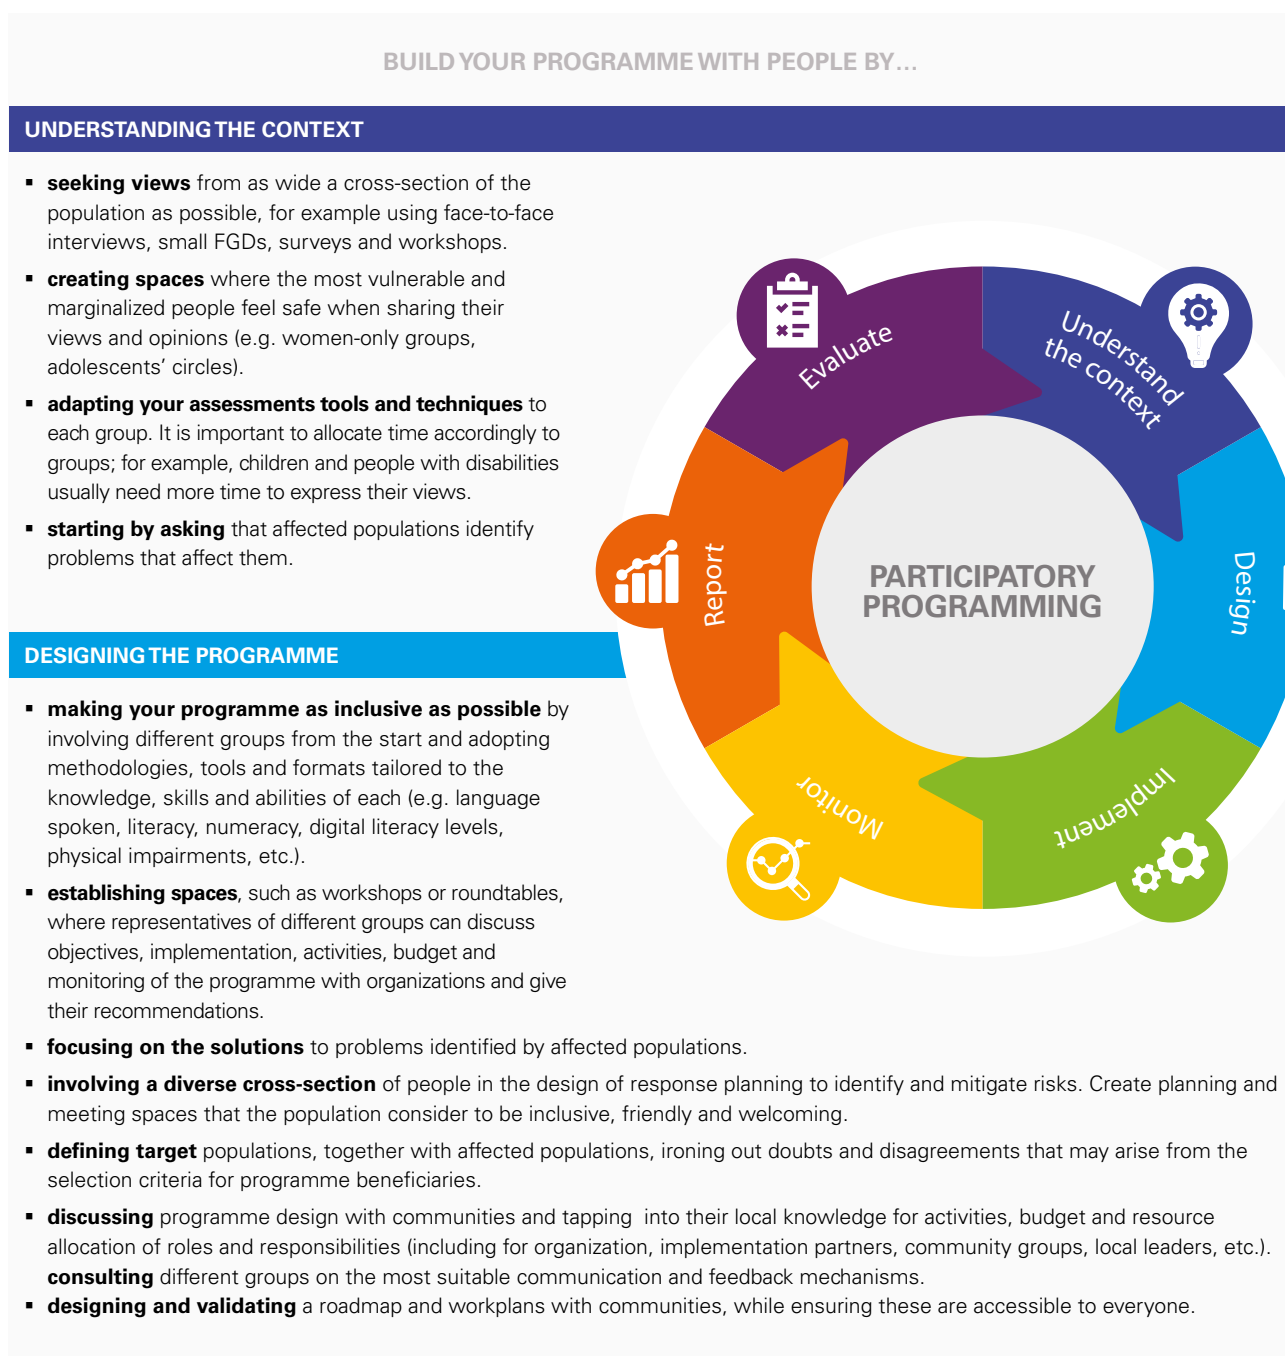 BUILD YOUR PROGRAMME WITH PEOPLE BY…
UNDERSTANDING THE CONTEXT
▪ seeking views from as wide a cross-section of the
population as possible, for example using face-to-face
interviews, small FGDs, surveys and workshops.
▪ creating spaces where the most vulnerable and
marginalized people feel safe when sharing their
views and opinions (e.g. women-only groups,
adolescents’ circles).
▪ adapting your assessments tools and techniques to
each group. It is important to allocate time accordingly to
groups; for example, children and people with disabilities
usually need more time to express their views.
▪ starting by asking that affected populations identify
problems that affect them.
Understand
the context
Design
Implement
Monitor
Report
Evaluate
PARTICIPATORY
PROGRAMMING
DESIGNING THE PROGRAMME
▪ making your programme as inclusive as possible by
involving different groups from the start and adopting
methodologies, tools and formats tailored to the
knowledge, skills and abilities of each (e.g. language
spoken, literacy, numeracy, digital literacy levels,
physical impairments, etc.).
▪ establishing spaces, such as workshops or roundtables,
where representatives of different groups can discuss
objectives, implementation, activities, budget and
monitoring of the programme with organizations and give
their recommendations.
▪ focusing on the solutions to problems identified by affected populations.
▪ involving a diverse cross-section of people in the design of response planning to identify and mitigate risks. Create planning and
meeting spaces that the population consider to be inclusive, friendly and welcoming.
▪ defining target populations, together with affected populations, ironing out doubts and disagreements that may arise from the
selection criteria for programme beneficiaries.
▪ discussing programme design with communities and tapping into their local knowledge for activities, budget and resource
allocation of roles and responsibilities (including for organization, implementation partners, community groups, local leaders, etc.).
consulting different groups on the most suitable communication and feedback mechanisms.
▪ designing and validating a roadmap and workplans with communities, while ensuring these are accessible to everyone.